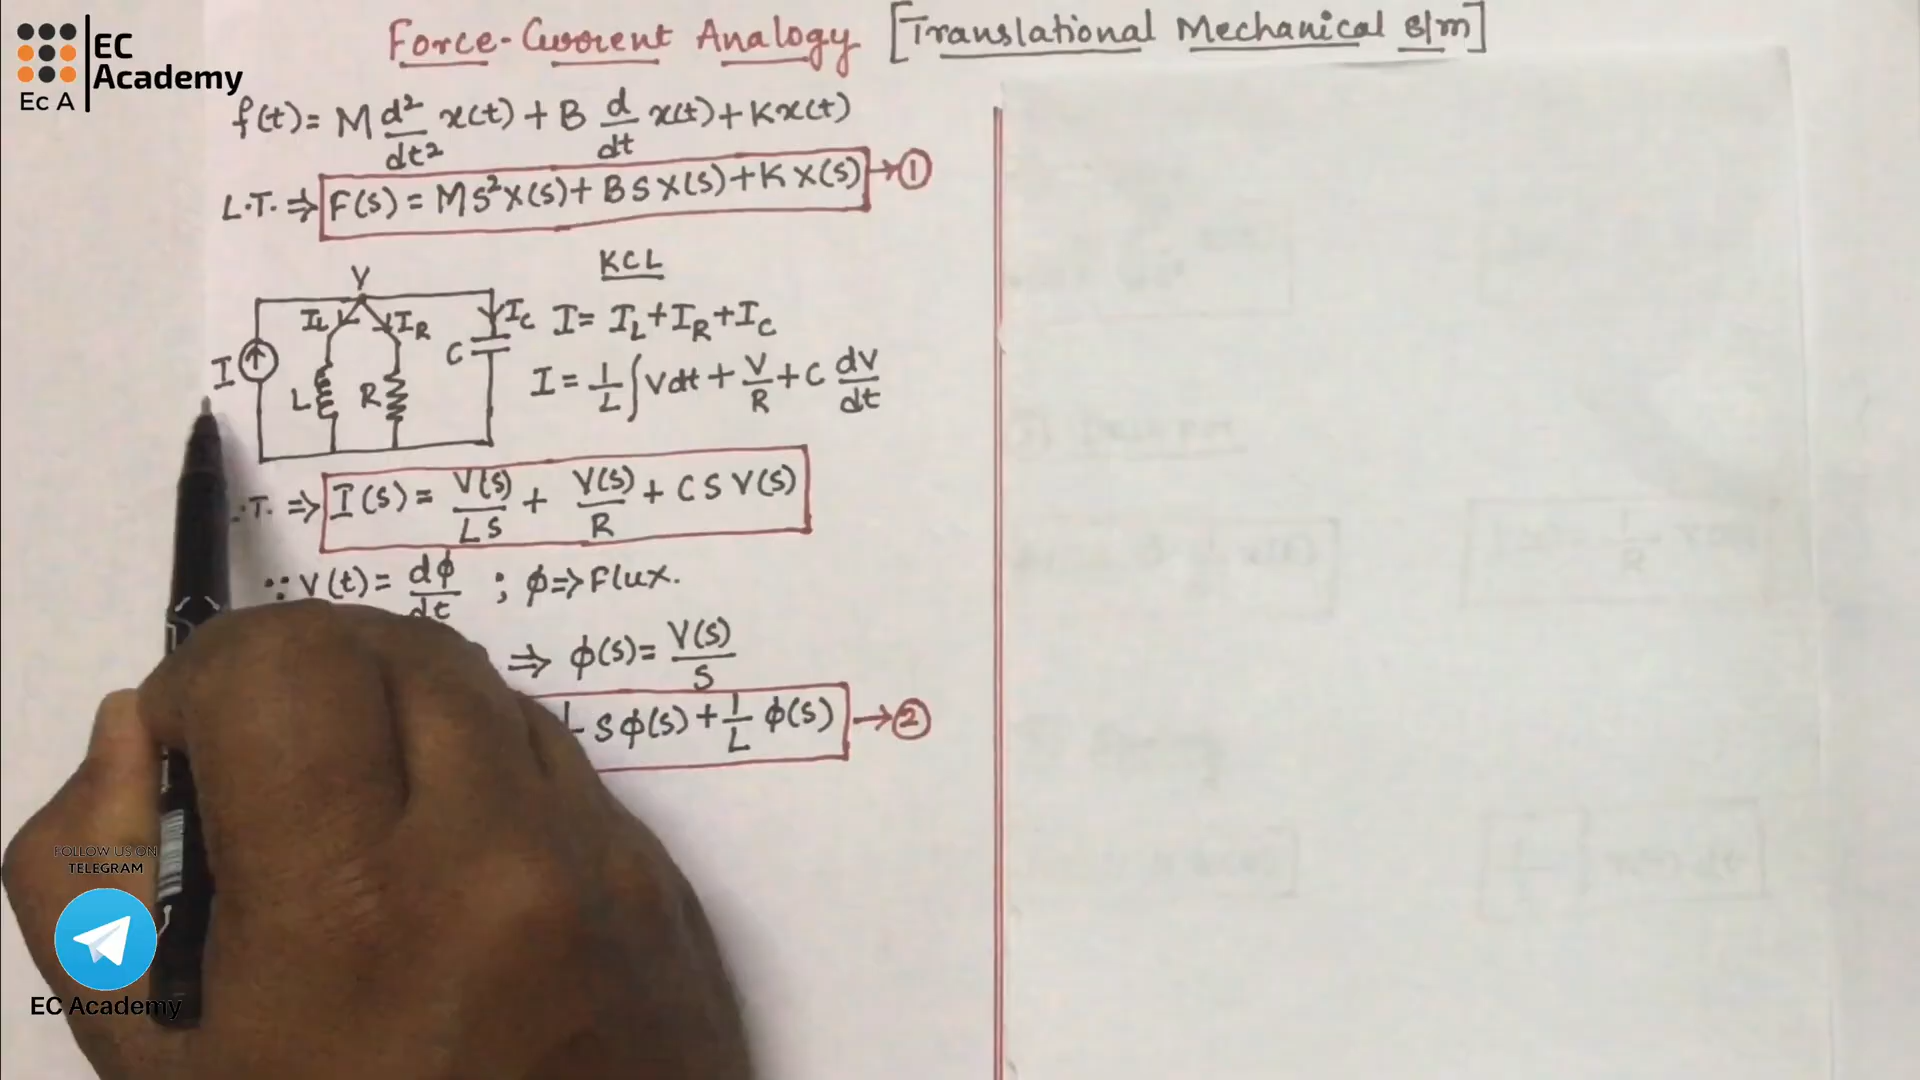 EC
Academy
Ec A
Force-Current Analogy [Translational Mechanical s/m]
f(t) = M d²/dt² x(t) + B d/dt x(t) + K x(t)
L.T. ⇒ F(s) = M s² X(s) + B s X(s) + K X(s) → ①
V
KCL
I_L I_R I_C I = I_L + I_R + I_C
I L R C I = 1/L ∫ V dt + V/R + C dV/dt
.T. ⇒ I(s) = V(s)/LS + V(s)/R + C S V(s)
∵ V(t) = dφ/dt ; φ ⇒ Flux.
⇒ φ(s) = V(s)/S
S φ(s) + 1/L φ(s) → ②
FOLLOW US ON
TELEGRAM
EC Academy